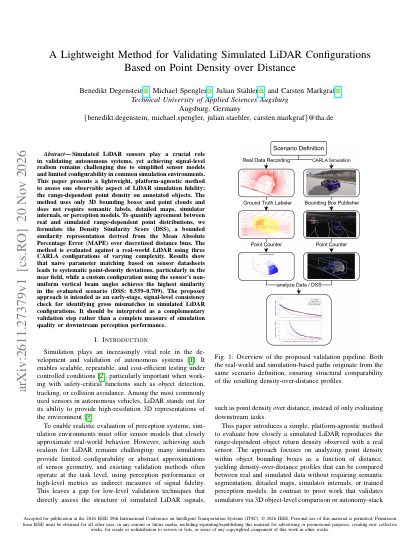 A Lightweight Method for Validating Simulated LiDAR Configurations
Based on Point Density over Distance
Benedikt Degenstein, Michael Spengler, Julian Stähler, and Carsten Markgraf
Technical University of Applied Sciences Augsburg
Augsburg, Germany
{benedikt.degenstein, michael.spengler, julian.staehler, carsten.markgraf}@tha.de
arXiv:2611.27379v1 [cs.RO] 20 Nov 2026
Abstract—Simulated LiDAR sensors play a crucial role
in validating autonomous systems, yet achieving signal-level
realism remains challenging due to simplified sensor models
and limited configurability in common simulation environments.
This paper presents a lightweight, platform-agnostic method
to assess one observable aspect of LiDAR simulation fidelity:
the range-dependent point density on annotated objects. The
method uses only 3D bounding boxes and point clouds and does
not require semantic labels, detailed maps, simulator internals,
or perception models. To quantify agreement between
real and simulated range-dependent point distributions, we
formulate the Density Similarity Score (DSS), a bounded
similarity representation derived from the Mean Absolute
Percentage Error (MAPE) over discretized distance bins. The
method is evaluated against a real-world LiDAR using three
CARLA configurations of varying complexity. Results show
that naive parameter matching based on sensor datasheets
leads to systematic point-density deviations, particularly in
the near field, while a custom configuration using the sensor's non-
uniform vertical beam angles achieves the highest similarity
in the evaluated scenario (DSS: 0.559-0.709). The
proposed approach is intended as an early-stage, signal-level consistency
check for identifying gross mismatches in simulated LiDAR
configurations. It should be interpreted as a complementary
validation step rather than a complete measure of simulation
quality or downstream perception performance.
I. INTRODUCTION
Simulation plays an increasingly vital role in the de-
velopment and validation of autonomous systems [1]. It
enables scalable, repeatable, and cost-efficient testing under
controlled conditions [2], particularly important when work-
ing with safety-critical functions such as object detection,
tracking, or collision avoidance. Among the most commonly
used sensors in autonomous vehicles, LiDAR stands out for
its ability to provide high-resolution 3D representations of
the environment [3].
To enable realistic evaluation of perception systems, sim-
ulation environments must offer sensor models that closely
approximate real-world behavior. However, achieving such
realism for LiDAR remains challenging; many simulators
provide limited configurability or abstract approximations
of sensor geometry, and existing validation methods often
operate at the task level, using perception performance or
high-level metrics as indirect measures of signal fidelity.
This leaves a gap for low-level validation techniques that
directly assess the structure of simulated LiDAR signals,
Scenario Definition
Real Data Recording
CARLA Simulation
Ground Truth Labeler
Bounding Box Publisher
Point Counter
Point Counter
analyze Data / DSS
Fig. 1: Overview of the proposed validation pipeline. Both
the real-world and simulation-based paths originate from the
same scenario definition, ensuring structural comparability
of the resulting density-over-distance profiles.
such as point density over distance, instead of only evaluating
downstream tasks.
This paper introduces a simple, platform-agnostic method
to evaluate how closely a simulated LiDAR reproduces the
range-dependent object return density observed with a real
sensor. The approach focuses on analyzing point density
within object bounding boxes as a function of distance,
yielding density-over-distance profiles that can be compared
between real and simulated data without requiring semantic
segmentation, detailed maps, simulator internals, or trained
perception models. In contrast to prior work that validates
simulators via 3D object-level comparison or autonomy-stack
Accepted for publication at the 2026 IEEE 29th International Conference on Intelligent Transportation Systems (ITSC). © 2026 IEEE. Personal use of this material is permitted. Permission
from IEEE must be obtained for all other uses, in any current or future media, including reprinting/republishing this material for advertising or promotional purposes, creating new collective
works, for resale or redistribution to servers or lists, or reuse of any copyrighted component of this work in other works.